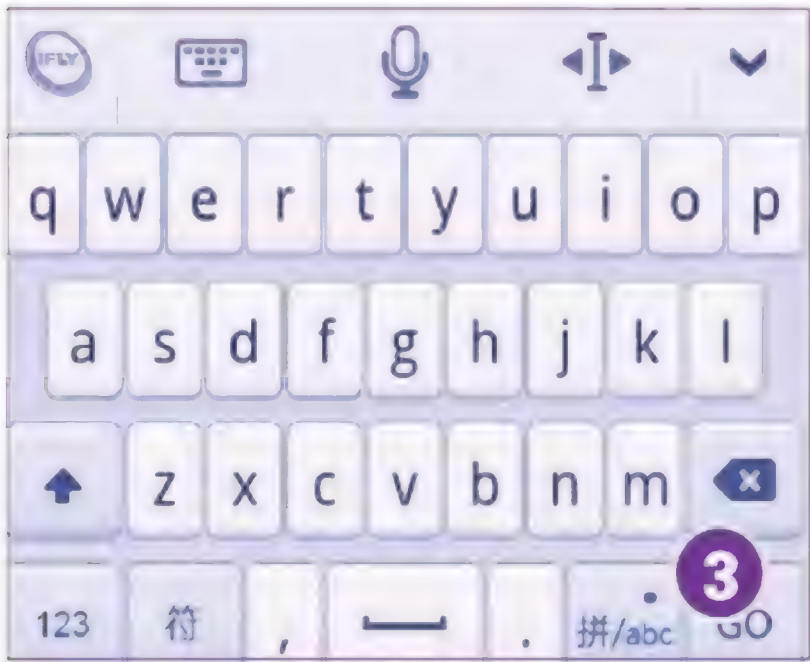 iFLY
q w e r t y u i o p
a s d f g h j k l
z x c v b n m
3
123 符 , . 拼/abc GO